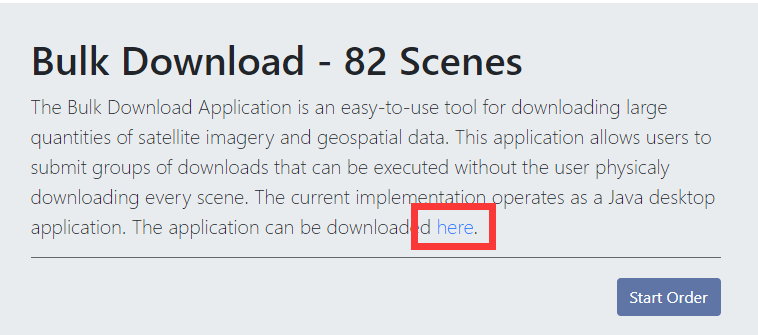 Bulk Download - 82 Scenes
The Bulk Download Application is an easy-to-use tool for downloading large
quantities of satellite imagery and geospatial data. This application allows users to
submit groups of downloads that can be executed without the user physicaly
downloading every scene. The current implementation operates as a Java desktop
application. The application can be downloaded here.
Start Order